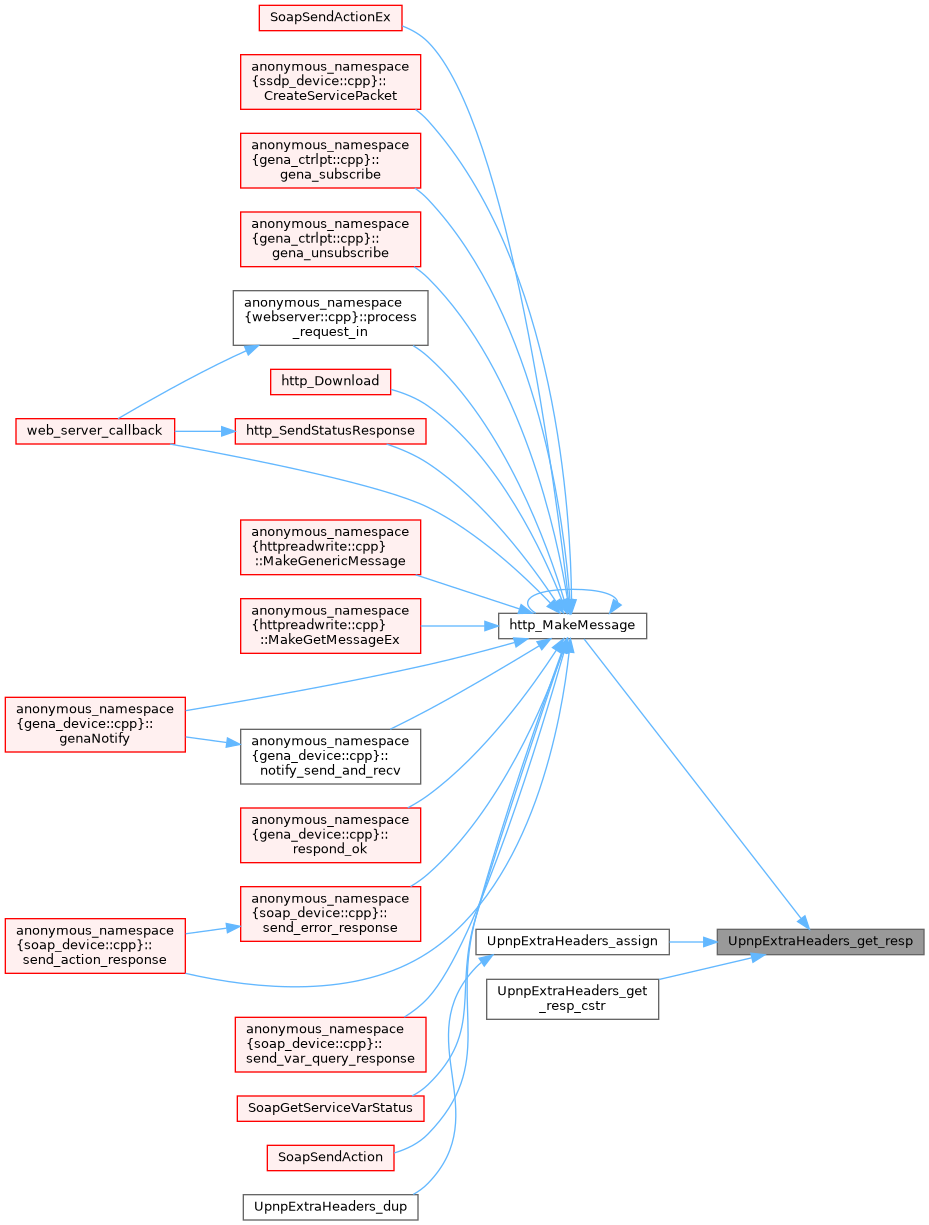 SoapSendActionEx
anonymous_namespace
{ssdp_device::cpp}::
CreateServicePacket
anonymous_namespace
{gena_ctrlpt::cpp}::
gena_subscribe
anonymous_namespace
{gena_ctrlpt::cpp}::
gena_unsubscribe
anonymous_namespace
{webserver::cpp}::process
_request_in
http_Download
web_server_callback
http_SendStatusResponse
anonymous_namespace
{httpreadwrite::cpp}
::MakeGenericMessage
anonymous_namespace
{httpreadwrite::cpp}
::MakeGetMessageEx
http_MakeMessage
anonymous_namespace
{gena_device::cpp}::
genaNotify
anonymous_namespace
{gena_device::cpp}::
notify_send_and_recv
anonymous_namespace
{gena_device::cpp}::
respond_ok
anonymous_namespace
{soap_device::cpp}::
send_error_response
anonymous_namespace
{soap_device::cpp}::
send_action_response
UpnpExtraHeaders_assign
UpnpExtraHeaders_get_resp
UpnpExtraHeaders_get
_resp_cstr
anonymous_namespace
{soap_device::cpp}::
send_var_query_response
SoapGetServiceVarStatus
SoapSendAction
UpnpExtraHeaders_dup